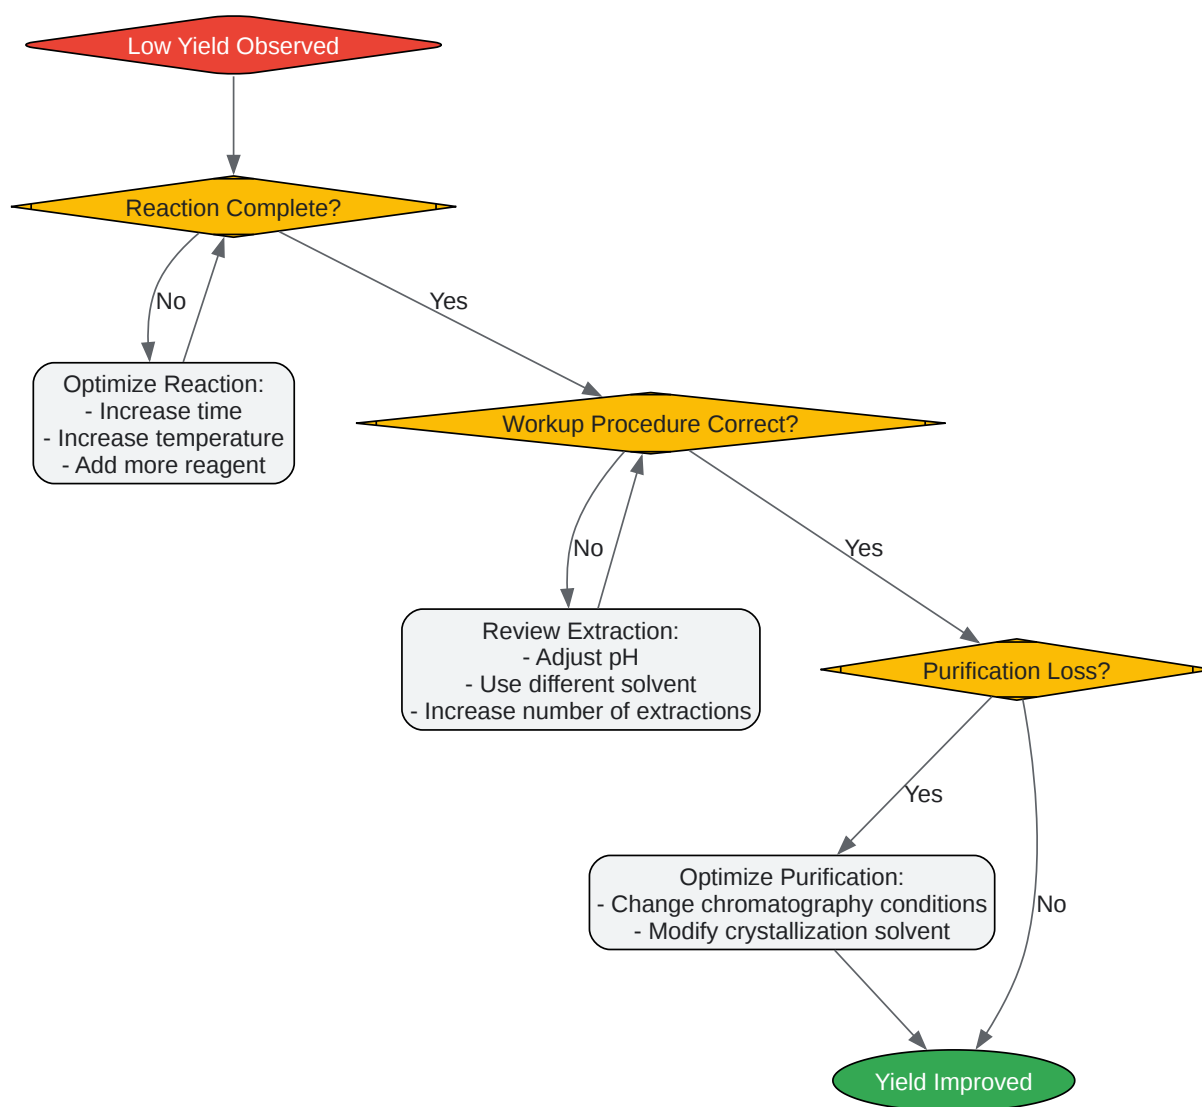 Low Yield Observed
Reaction Complete?
No
Yes
Optimize Reaction:
- Increase time
- Increase temperature
- Add more reagent
Workup Procedure Correct?
No
Yes
Review Extraction:
- Adjust pH
- Use different solvent
- Increase number of extractions
Purification Loss?
Yes
No
Optimize Purification:
- Change chromatography conditions
- Modify crystallization solvent
Yield Improved